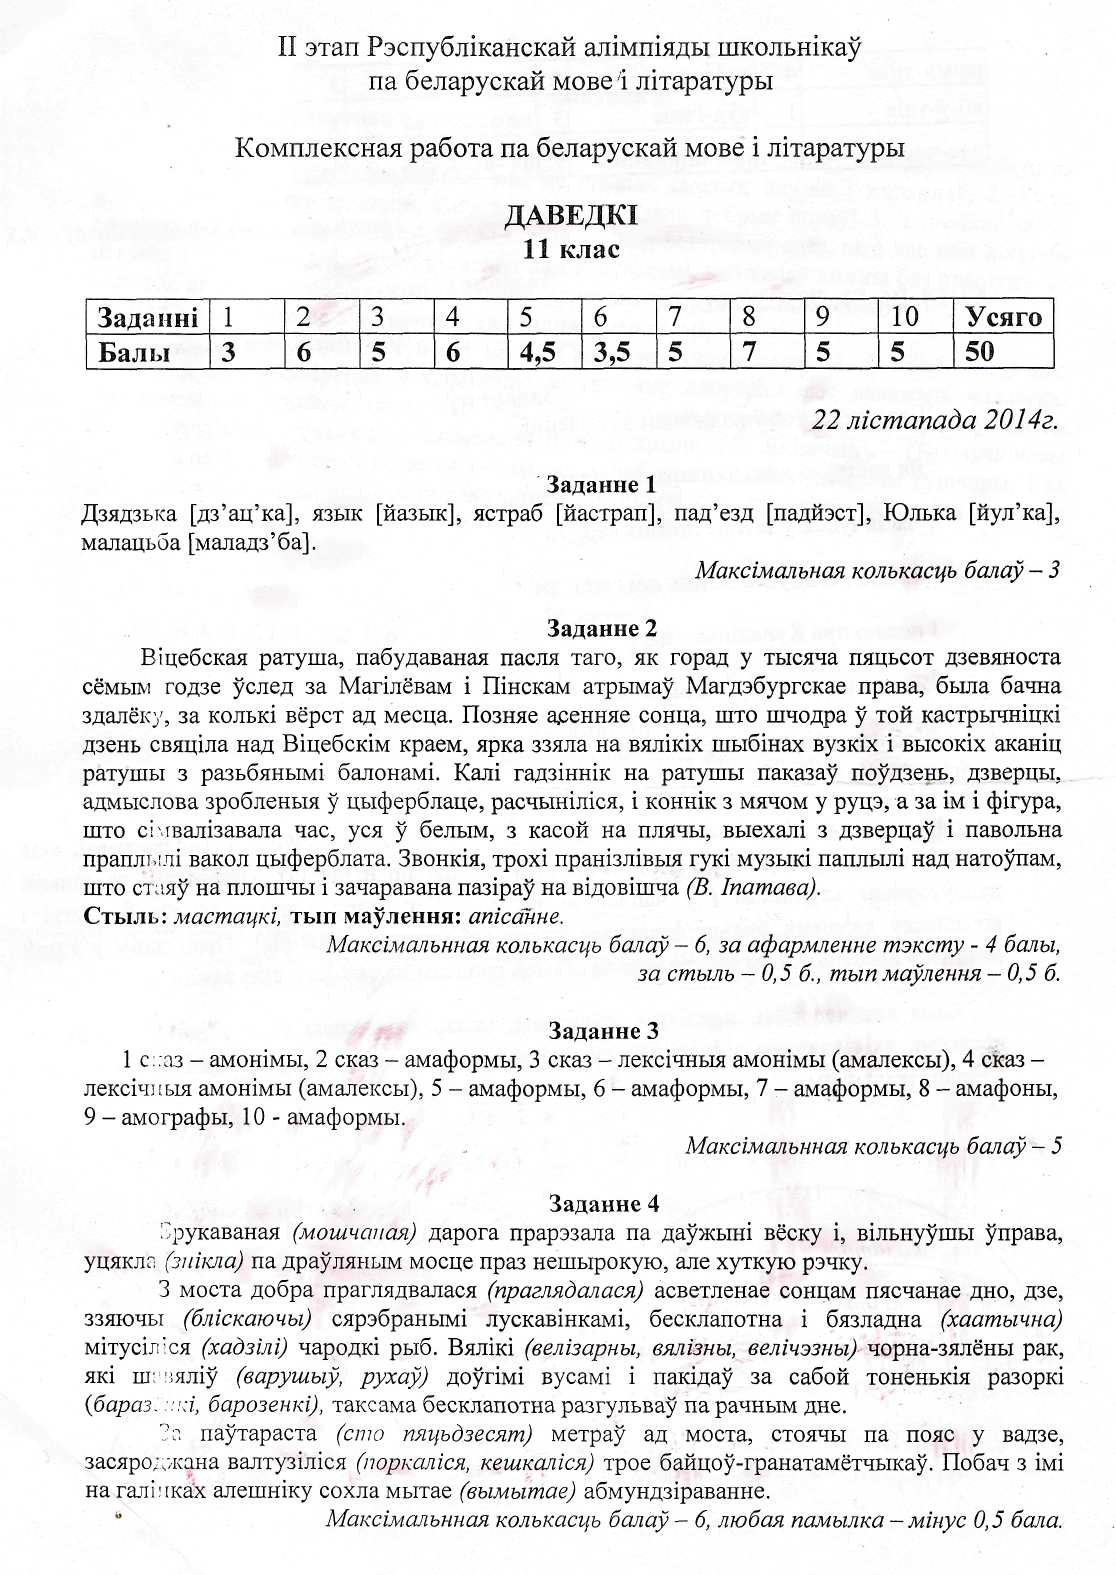 II этап Рэспубліканскай алімпіяды школьнікаў
па беларускай мове і літаратуры
Комплексная работа па беларускай мове і літаратуры
ДАВЕДКІ
11 клас
Заданні 1 2 3 4 5 6 7 8 9 10 Усяго
Балы 3 6 5 6 4,5 3,5 5 7 5 5 50
22 лістапада 2014г.
Заданне 1
Дзядзька [дз’ац’ка], язык [йазык], ястраб [йастрап], пад’езд [падйэст], Юлька [йул’ка],
малацьба [маладз’ба].
Максімальная колькасць балаў – 3
Заданне 2
Віцебская ратуша, пабудаваная пасля таго, як горад у тысяча пяцьсот дзевяноста
сёмым годзе ўслед за Магілёвам і Пінскам атрымаў Магдэбургскае права, была бачна
здалёку, за колькі вёрст ад месца. Позняе асенняе сонца, што шчодра ў той кастрычніцкі
дзень свяціла над Віцебскім краем, ярка ззяла на вялікіх шыбінах вузкіх і высокіх аканіц
ратушы з разьбянымі балонамі. Калі гадзіннік на ратушы паказаў поўдзень, дзверцы,
адмыслова зробленыя ў цыферблаце, расчыніліся, і коннік з мячом у руцэ, а за ім і фігура,
што сімвалізавала час, уся ў белым, з касой на плячы, выехалі з дзверцаў і павольна
праплылі вакол цыферблата. Звонкія, трохі пранізлівыя гукі музыкі паплылі над натоўпам,
што стаяў на плошчы і зачаравана пазіраў на відовішча (В. Іпатава).
Стыль: мастацкі, тып маўлення: апісанне.
Максімальнная колькасць балаў – 6, за афармленне тэксту - 4 балы,
за стыль – 0,5 б., тып маўлення – 0,5 б.
Заданне 3
1 сказ – амонімы, 2 сказ – амаформы, 3 сказ – лексічныя амонімы (амалексы), 4 сказ –
лексічныя амонімы (амалексы), 5 – амаформы, 6 – амаформы, 7 – амаформы, 8 – амафоны,
9 – амографы, 10 - амаформы.
Максімальнная колькасць балаў – 5
Заданне 4
Брукаваная (мошчаная) дарога прарэзала па даўжыні вёску і, вільнуўшы ўправа,
уцякла (знікла) па драўляным мосце праз нешырокую, але хуткую рэчку.
З моста добра праглядвалася (праглядалася) асветленае сонцам пясчанае дно, дзе,
ззяючы (бліскаючы) сярэбранымі лускавінкамі, бесклапотна і бязладна (хаатычна)
мітусіліся (хадзілі) чародкі рыб. Вялікі (велізарны, вялізны, велічэзны) чорна-зялёны рак,
які шавяліў (варушыў, рухаў) доўгімі вусамі і пакідаў за сабой тоненькія разоркі
(баразёнкі, барозенкі), таксама бесклапотна разгульваў па рачным дне.
За паўтараста (сто пяцьдзесят) метраў ад моста, стоячы па пояс у вадзе,
засяроджана валтузіліся (поркаліся, кешкаліся) трое байцоў-гранатамётчыкаў. Побач з імі
на галінках алешніку сохла мытае (вымытае) абмундзіраванне.
Максімальнная колькасць балаў – 6, любая памылка – мінус 0,5 бала.